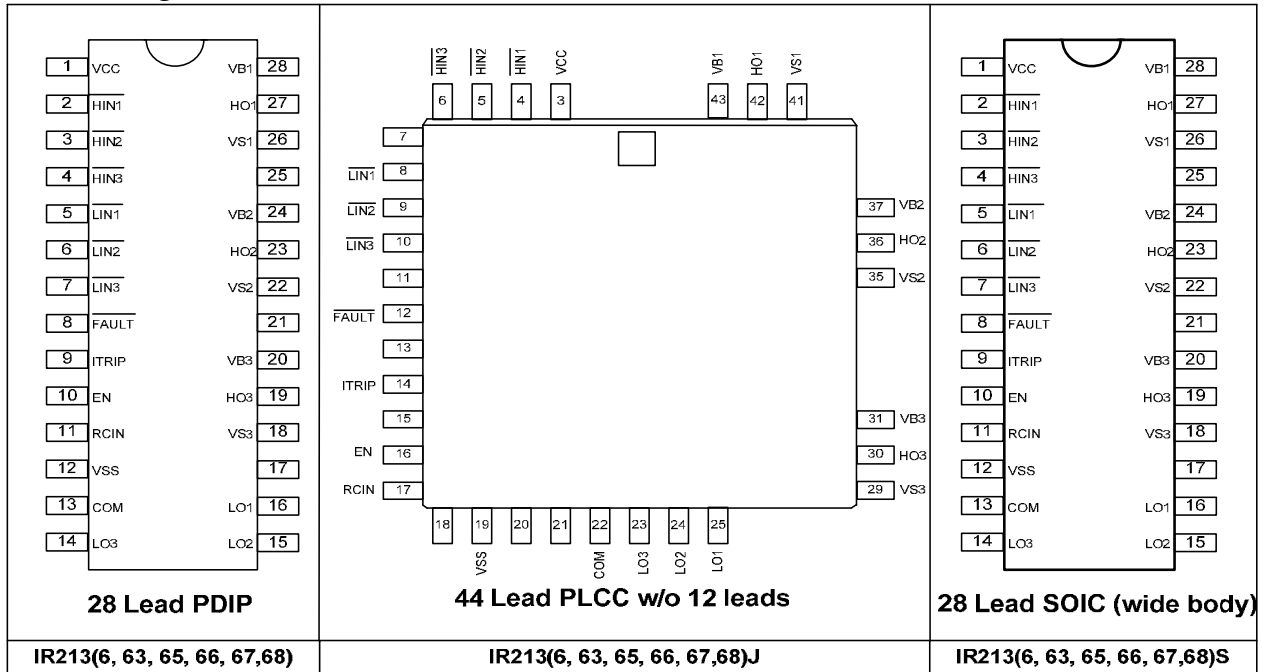 1 VCC VB1 28
2 HIN1 HO1 27
3 HIN2 VS1 26
4 HIN3 25
5 LIN1 VB2 24
6 LIN2 HO2 23
7 LIN3 VS2 22
8 FAULT 21
9 ITRIP VB3 20
10 EN HO3 19
11 RCIN VS3 18
12 VSS 17
13 COM LO1 16
14 LO3 LO2 15
28 Lead PDIP
IR213(6, 63, 65, 66, 67,68)
HIN3 HIN2 HIN1 VCC VB1 HO1 VS1
6 5 4 3 43 42 41
7
LIN1 8
LIN2 9 37 VB2
LIN3 10 36 HO2
11 35 VS2
FAULT 12
13
ITRIP 14
15 31 VB3
EN 16 30 HO3
RCIN 17 29 VS3
18 19 20 21 22 23 24 25
VSS COM LO3 LO2 LO1
44 Lead PLCC w/o 12 leads
IR213(6, 63, 65, 66, 67,68)J
1 VCC VB1 28
2 HIN1 HO1 27
3 HIN2 VS1 26
4 HIN3 25
5 LIN1 VB2 24
6 LIN2 HO2 23
7 LIN3 VS2 22
8 FAULT 21
9 ITRIP VB3 20
10 EN HO3 19
11 RCIN VS3 18
12 VSS 17
13 COM LO1 16
14 LO3 LO2 15
28 Lead SOIC (wide body)
IR213(6, 63, 65, 66, 67,68)S